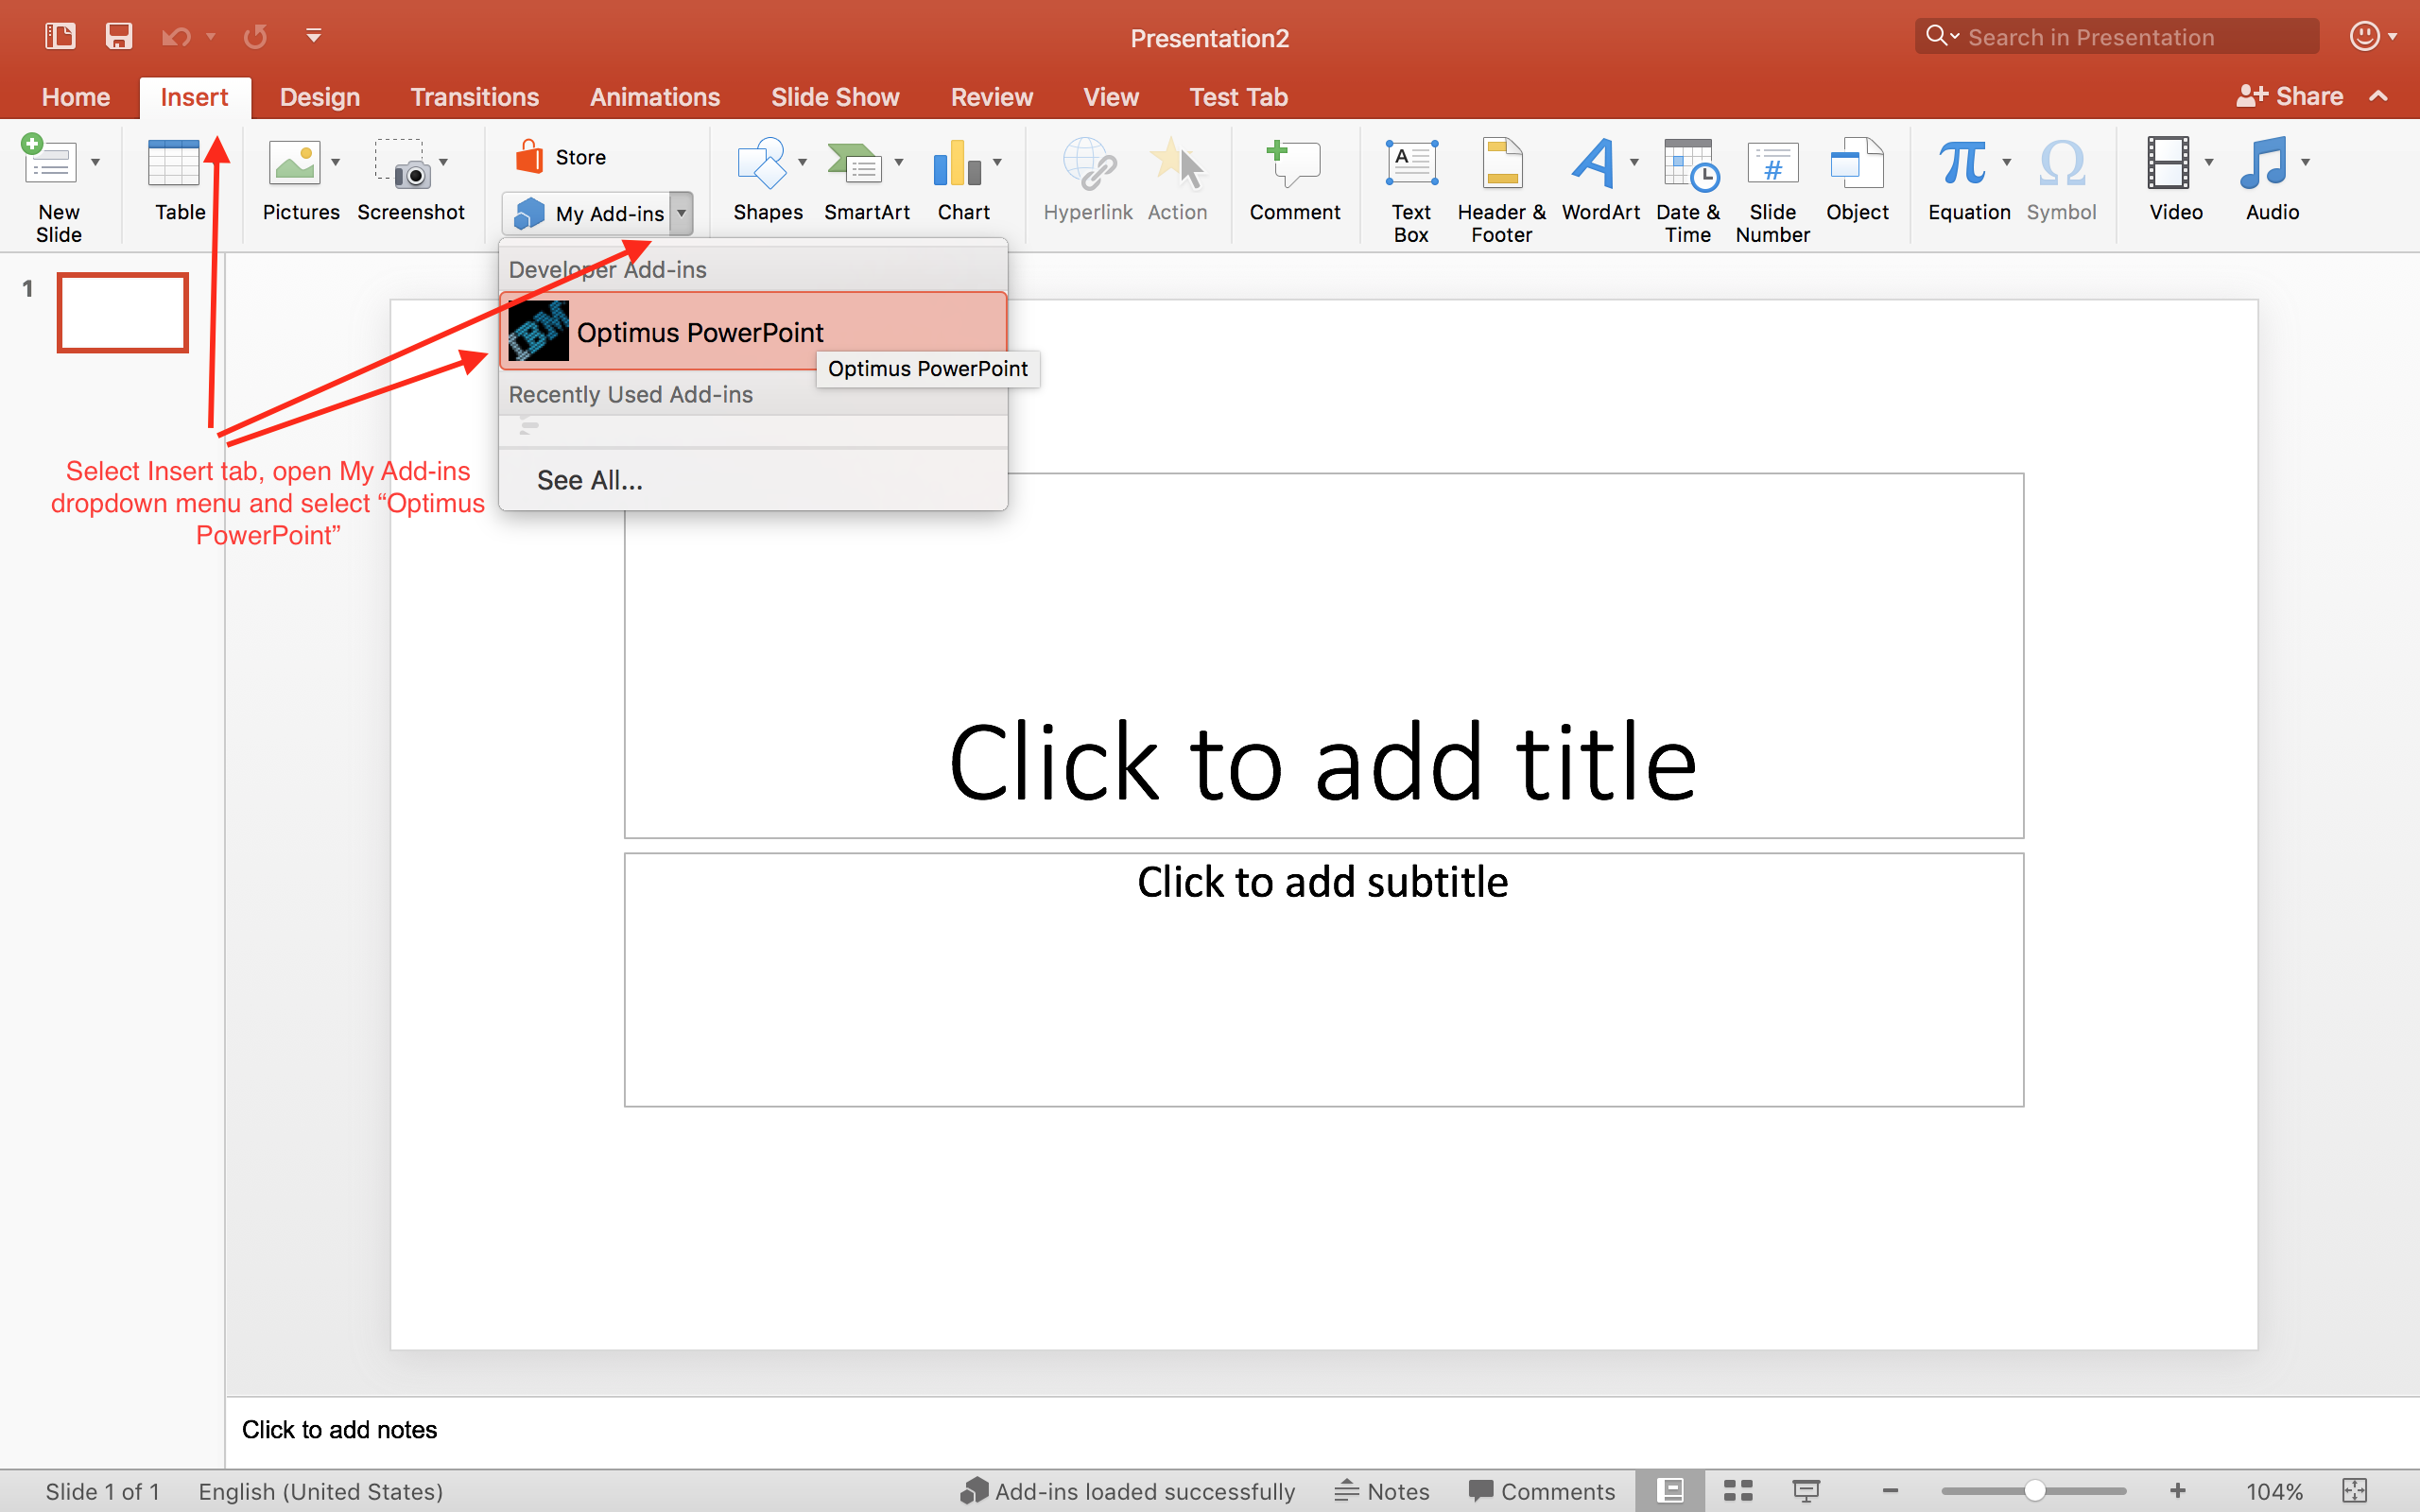 Presentation2
Search in Presentation
Home Insert Design Transitions Animations Slide Show Review View Test Tab Share
Store
My Add-ins
New
Slide
Table
Pictures
Screenshot
Shapes
SmartArt
Chart
Hyperlink
Action
Comment
A
Text
Box
Header &
Footer
WordArt
Date &
Time
#
Slide
Number
Object
π
Equation
Ω
Symbol
Video
Audio
1
Developer Add-ins
IBM
Optimus PowerPoint
Optimus PowerPoint
Recently Used Add-ins
See All...
Select Insert tab, open My Add-ins
dropdown menu and select “Optimus
PowerPoint”
Click to add title
Click to add subtitle
Click to add notes
Slide 1 of 1 English (United States) Add-ins loaded successfully Notes Comments 104%